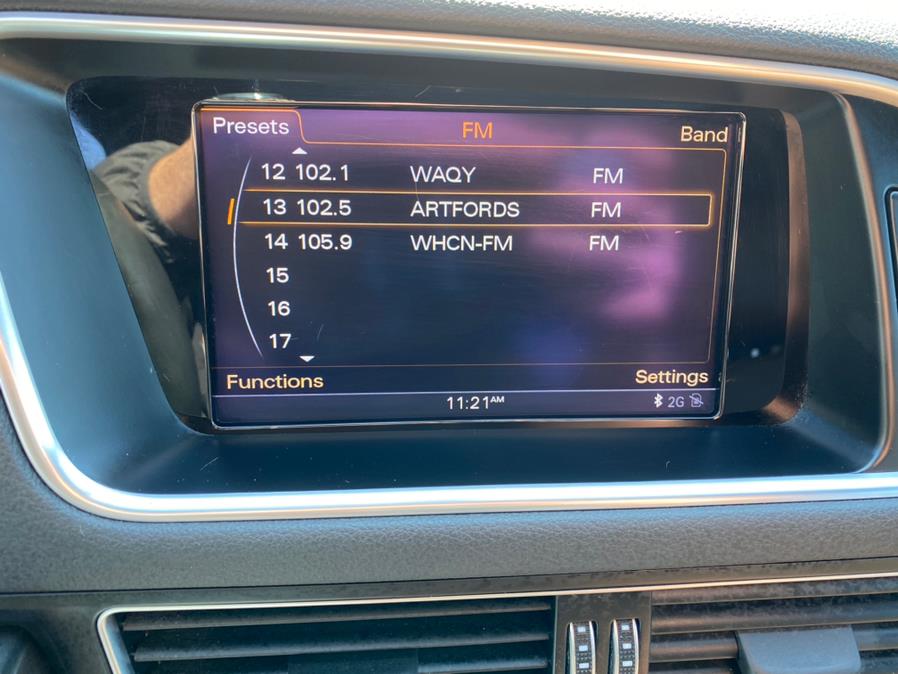 Presets FM Band
12 102.1 WAQY FM
13 102.5 ARTFORDS FM
14 105.9 WHCN-FM FM
15
16
17
Functions Settings
11:21AM 2G